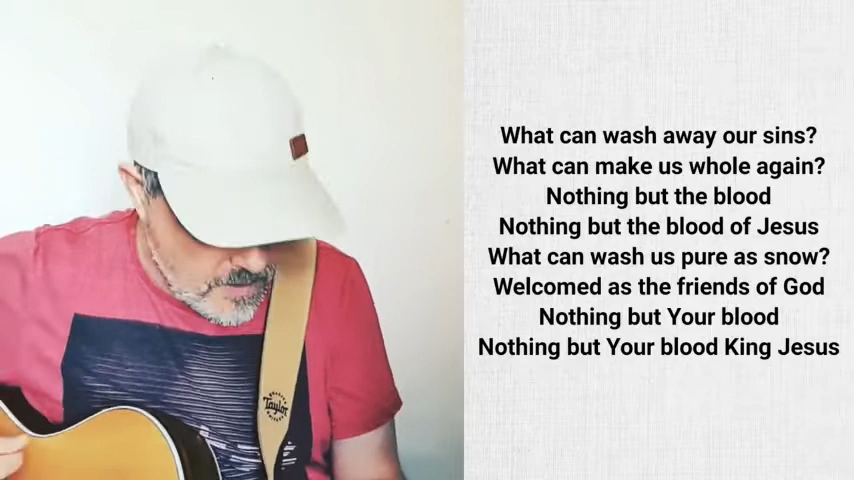 Taylor
What can wash away our sins?
What can make us whole again?
Nothing but the blood
Nothing but the blood of Jesus
What can wash us pure as snow?
Welcomed as the friends of God
Nothing but Your blood
Nothing but Your blood King Jesus